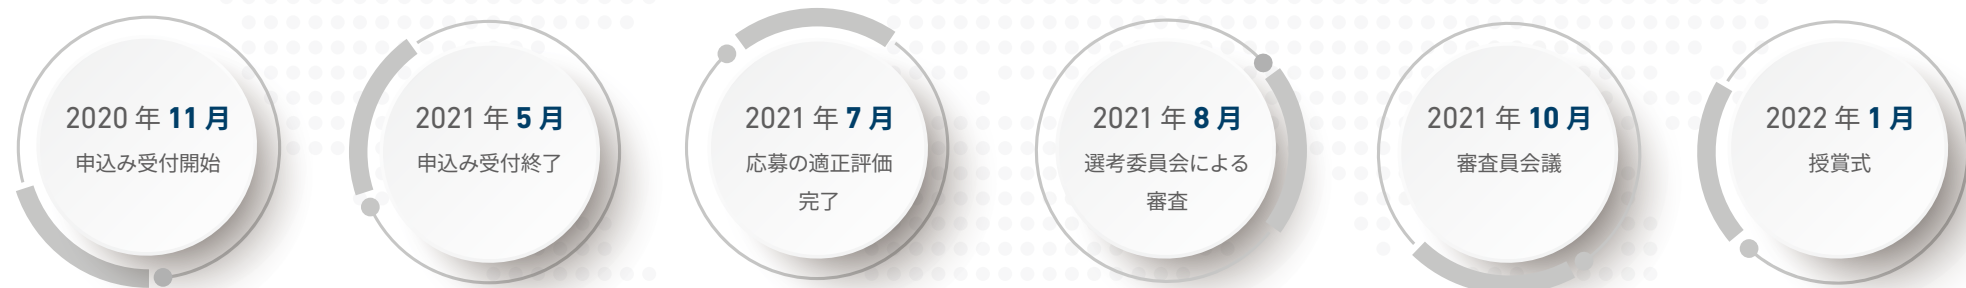 2020 年 11 月
申込み受付開始
2021 年 5 月
申込み受付終了
2021 年 7 月
応募の適正評価
完了
2021 年 8 月
選考委員会による
審査
2021 年 10 月
審査員会議
2022 年 1 月
授賞式